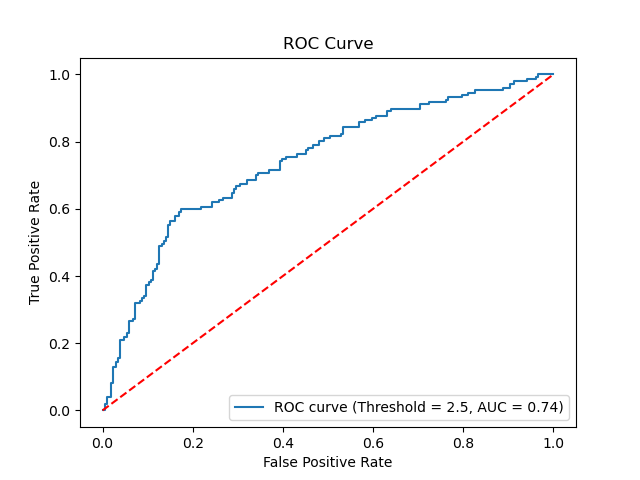 ROC Curve
True Positive Rate
1.0
0.8
0.6
0.4
0.2
0.0
ROC curve (Threshold = 2.5, AUC = 0.74)
0.0 0.2 0.4 0.6 0.8 1.0
False Positive Rate